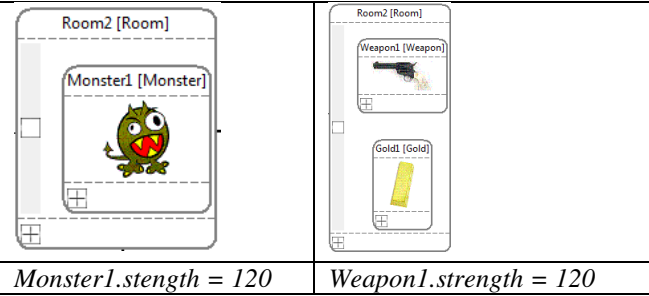 Room2 [Room]
Monster1 [Monster]
Monster1.stength = 120
Room2 [Room]
Weapon1 [Weapon]
Gold1 [Gold]
Weapon1.strength = 120